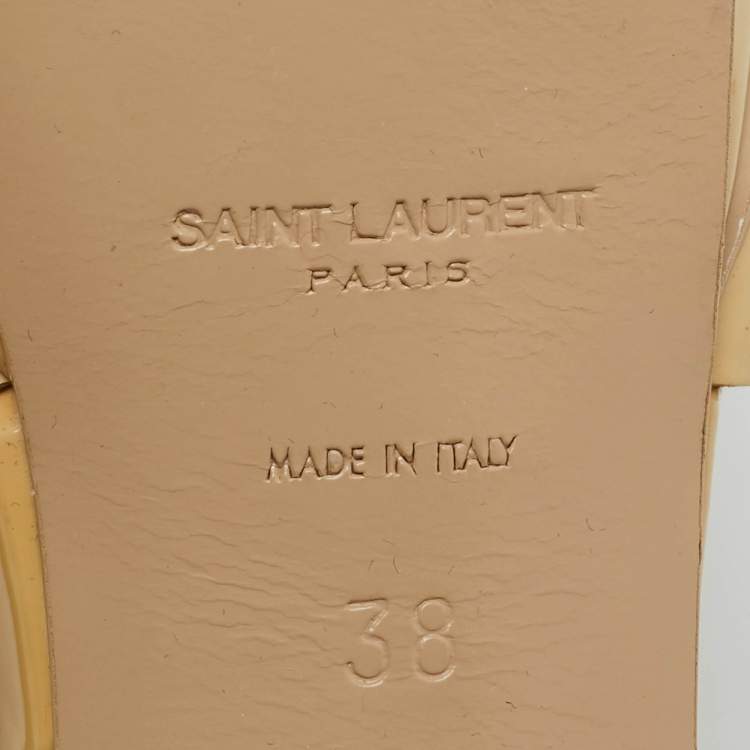 SAINT LAURENT
PARIS
MADE IN ITALY
38